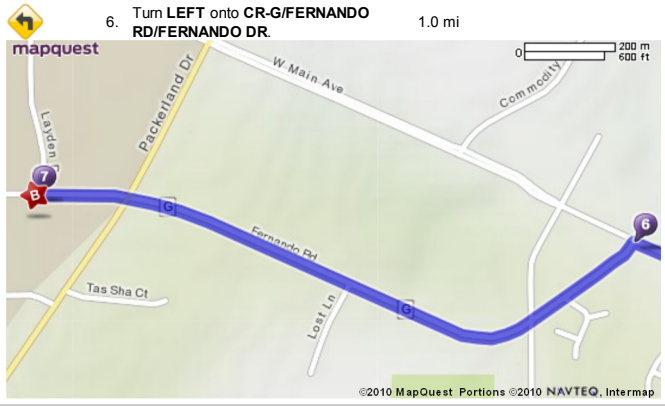 6. Turn LEFT onto CR-G/FERNANDO
RD/FERNANDO DR.
1.0 mi
mapquest
0 200 m
600 ft
W Main Ave
Commodity
Packerland Dr
Layden
7
B
G
6
Fernando Rd
Tas Sha Ct
Lost Ln
G
©2010 MapQuest Portions ©2010 NAVTEQ, Intermap